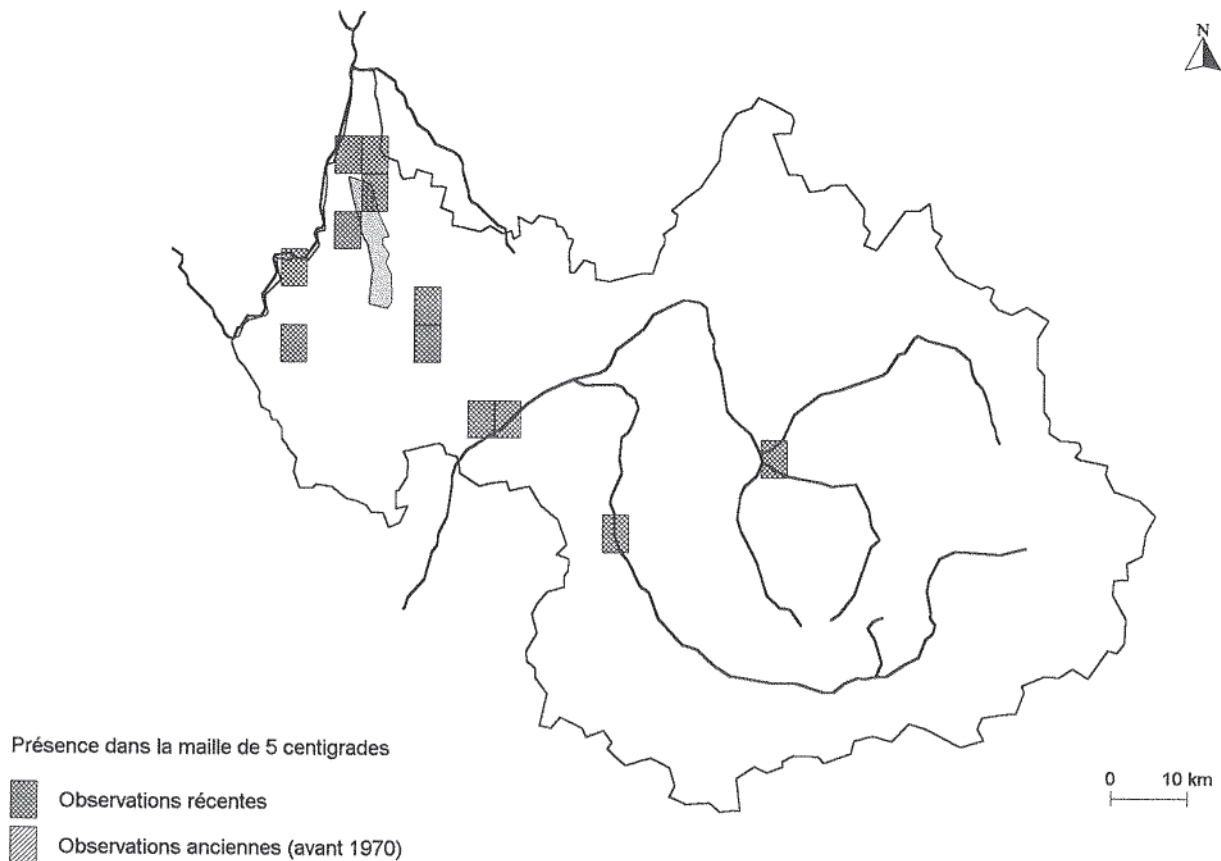 N
Présence dans la maille de 5 centigrades
Observations récentes
Observations anciennes (avant 1970)
0 10 km